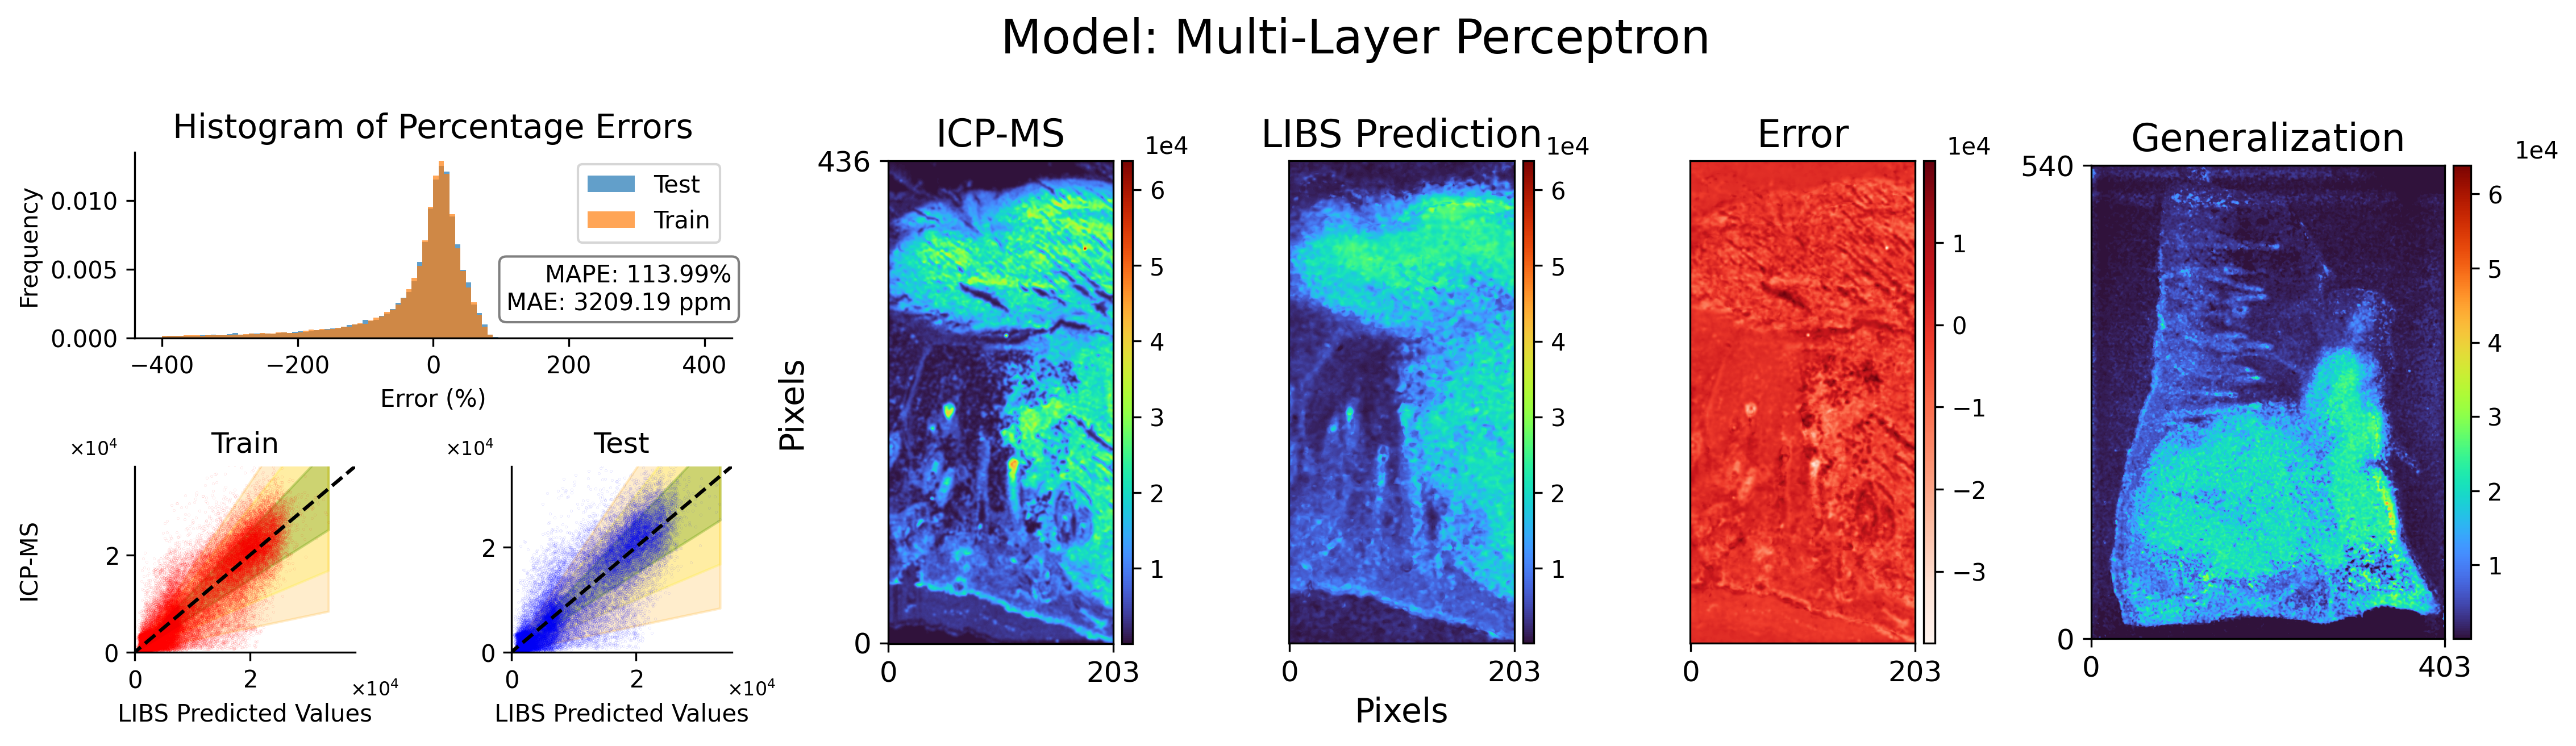 Model: Multi-Layer Perceptron
Histogram of Percentage Errors
Frequency
0.010
0.005
0.000
Test
Train
MAPE: 113.99%
MAE: 3209.19 ppm
−400 −200 0 200 400
Error (%)
×10⁴
Train
ICP-MS
2
0
0 2
×10⁴
LIBS Predicted Values
×10⁴
Test
2
0
0 2
×10⁴
LIBS Predicted Values
ICP-MS
1e4
Pixels
436
0
0 203
6
5
4
3
2
1
LIBS Prediction
1e4
0 203
6
5
4
3
2
1
Pixels
Error
1e4
0 203
1
0
−1
−2
−3
Generalization
1e4
540
0
0 403
6
5
4
3
2
1